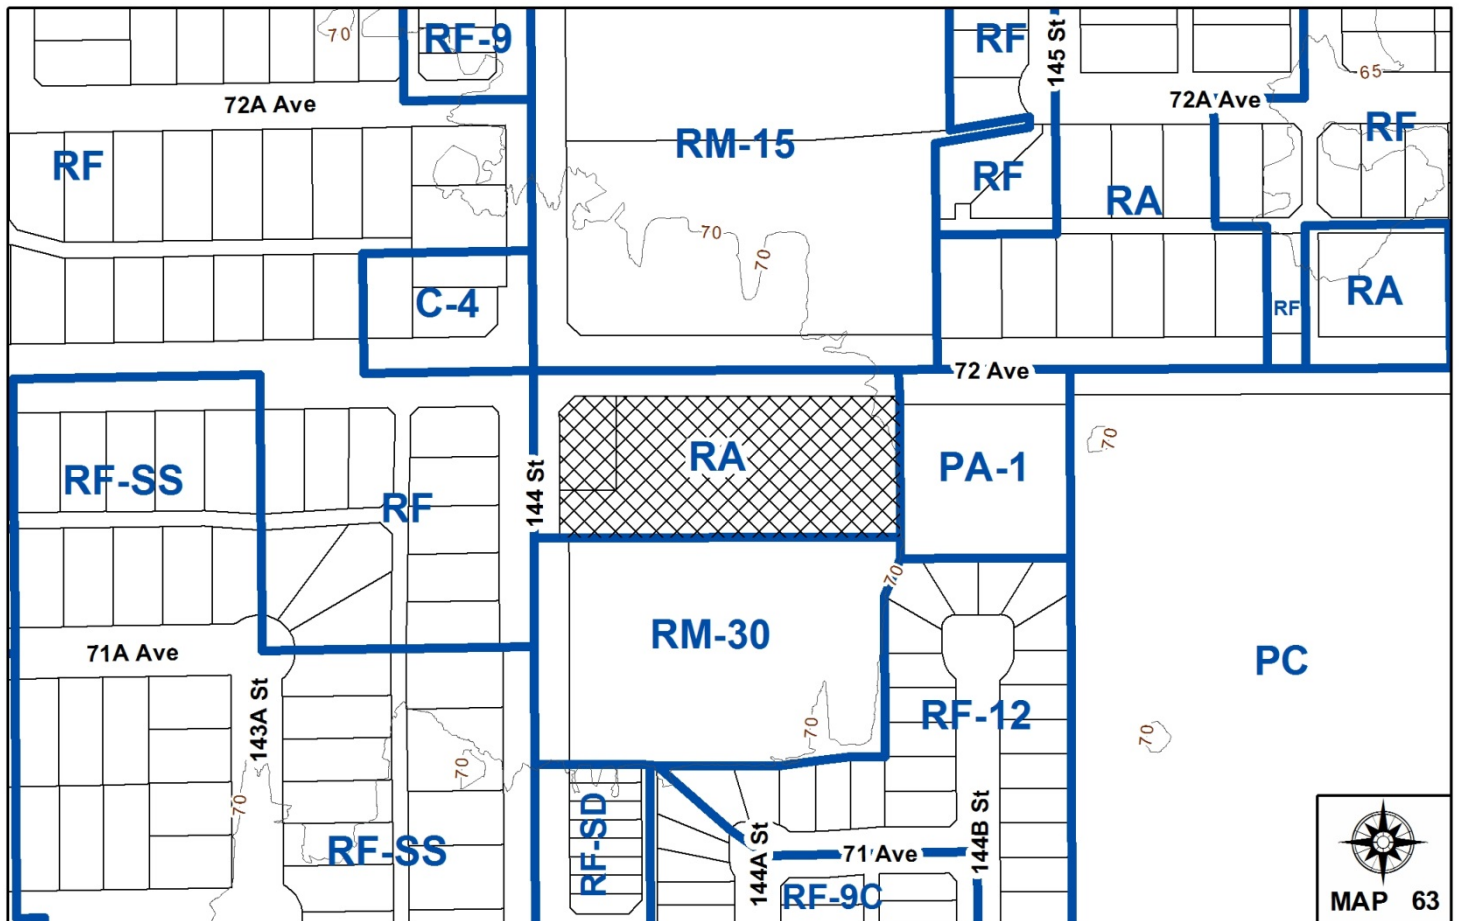 RF-9
RF
145 St
70
65
72A Ave
72A Ave
RF
RM-15
RF
RF
RA
70
70
C-4
RF
RA
72 Ave
RF-SS
RF
144 St
RA
PA-1
70
70
71A Ave
RM-30
PC
143A St
RF-12
70
70
70
70
RF-SS
RF-SD
144A St
71 Ave
144B St
RF-9C
MAP 63